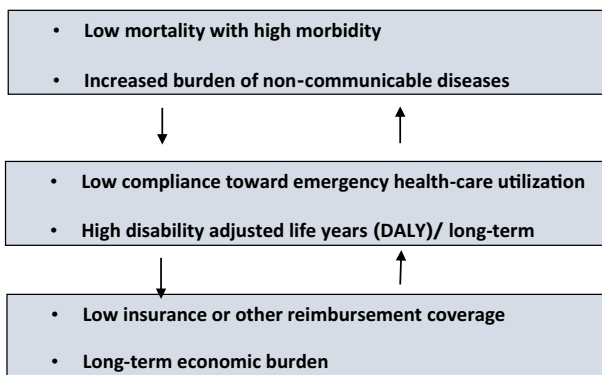 • Low mortality with high morbidity
• Increased burden of non-communicable diseases
• Low compliance toward emergency health-care utilization
• High disability adjusted life years (DALY)/ long-term
• Low insurance or other reimbursement coverage
• Long-term economic burden